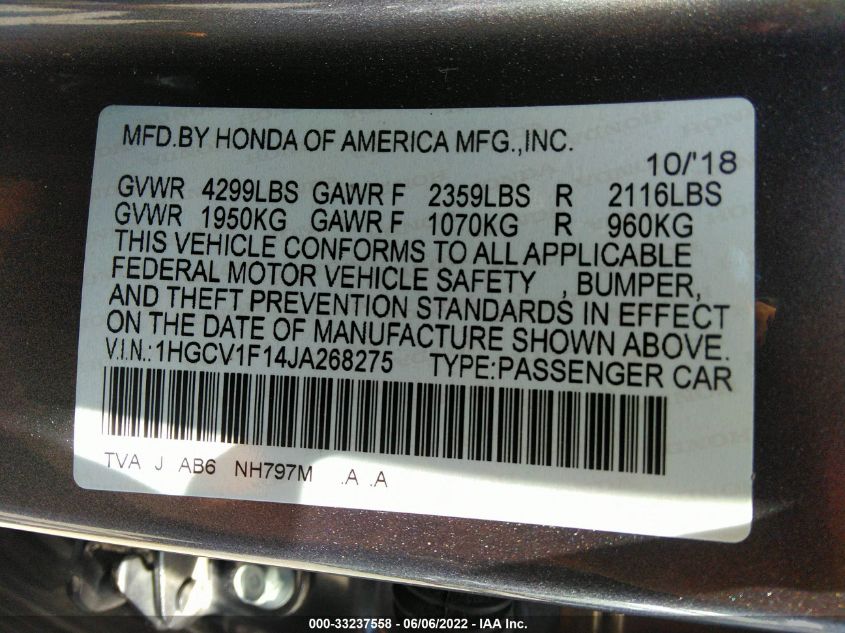 MFD.BY HONDA OF AMERICA MFG.,INC.
10/'18
GVWR 4299LBS GAWR F 2359LBS R 2116LBS
GVWR 1950KG GAWR F 1070KG R 960KG
THIS VEHICLE CONFORMS TO ALL APPLICABLE
FEDERAL MOTOR VEHICLE SAFETY , BUMPER,
AND THEFT PREVENTION STANDARDS IN EFFECT
ON THE DATE OF MANUFACTURE SHOWN ABOVE.
V.I.N.:1HGCV1F14JA268275 TYPE:PASSENGER CAR
TVA J AB6 NH797M .A .A
000-33237558 - 06/06/2022 - IAA Inc.